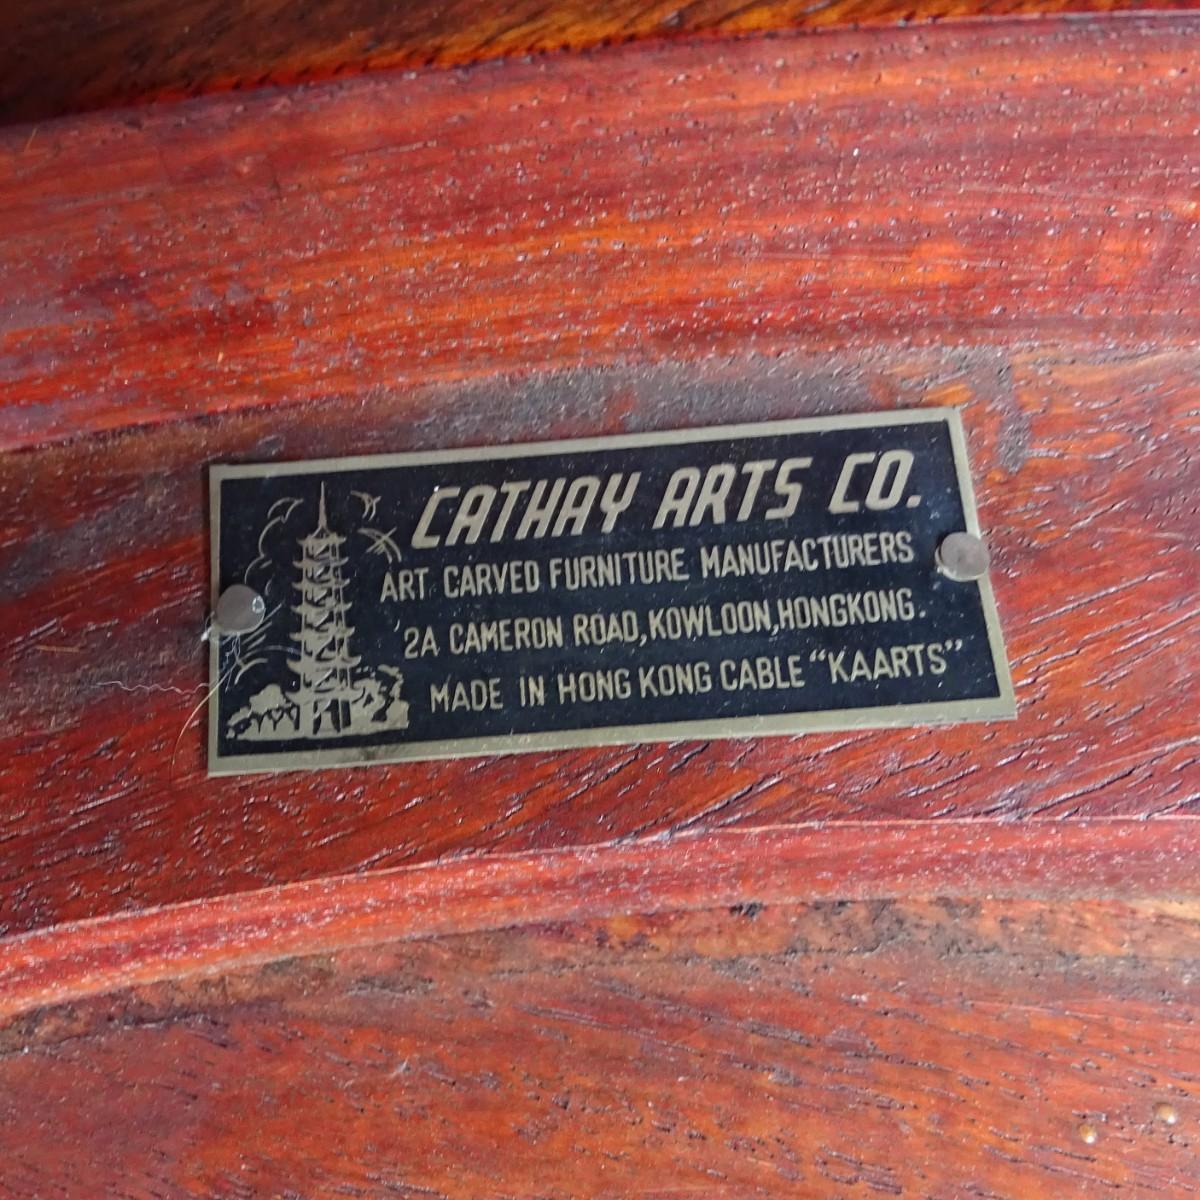 CATHAY ARTS CO.
ART CARVED FURNITURE MANUFACTURERS
2A CAMERON ROAD, KOWLOON, HONGKONG.
MADE IN HONG KONG CABLE “KAARTS”